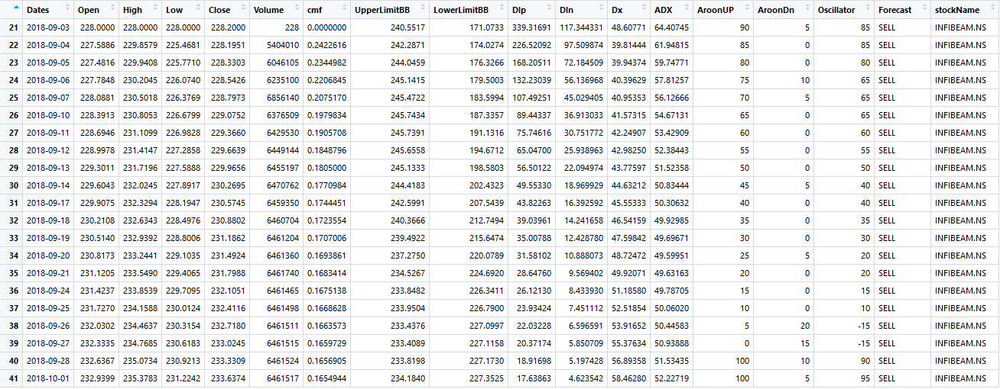 Dates Open High Low Close Volume cmf UpperLimitBB LowerLimitBB DIp DIn Dx ADX AroonUP AroonDn Oscillator Forecast stockName
21 2018-09-03 228.0000 228.0000 228.0000 228.2000 228 0.0000000 240.5517 171.0733 339.31691 117.344331 48.60771 64.40745 90 5 85 SELL INFIBEAM.NS
22 2018-09-04 227.5886 229.8579 225.4681 228.1951 5404010 0.2422616 242.2871 174.0274 226.52092 97.509874 39.81444 61.94815 85 0 85 SELL INFIBEAM.NS
23 2018-09-05 227.4816 229.9408 225.7710 228.3303 6046105 0.2344982 244.0459 176.3266 168.20511 72.184509 39.94374 59.74771 80 0 80 SELL INFIBEAM.NS
24 2018-09-06 227.7848 230.2045 226.0740 228.5426 6235100 0.2206845 245.1415 179.5003 132.23039 56.136968 40.39629 57.81257 75 10 65 SELL INFIBEAM.NS
25 2018-09-07 228.0881 230.5018 226.3769 228.7973 6856140 0.2075170 245.4722 183.5994 107.49251 45.029405 40.95353 56.12666 70 5 65 SELL INFIBEAM.NS
26 2018-09-10 228.3913 230.8053 226.6799 229.0752 6376509 0.1979834 245.7434 187.3357 89.44337 36.913033 41.57315 54.67131 65 0 65 SELL INFIBEAM.NS
27 2018-09-11 228.6946 231.1099 226.9828 229.3660 6429530 0.1905708 245.7391 191.1316 75.74616 30.751772 42.24907 53.42909 60 0 60 SELL INFIBEAM.NS
28 2018-09-12 228.9978 231.4147 227.2858 229.6639 6449144 0.1848796 245.6558 194.6712 65.04700 25.938963 42.98250 52.38443 55 0 55 SELL INFIBEAM.NS
29 2018-09-13 229.3011 231.7196 227.5888 229.9656 6455197 0.1805000 245.1333 198.5803 56.50122 22.094974 43.77597 51.52358 50 0 50 SELL INFIBEAM.NS
30 2018-09-14 229.6043 232.0245 227.8917 230.2695 6470762 0.1770984 244.4183 202.4323 49.55330 18.969929 44.63212 50.83444 45 5 40 SELL INFIBEAM.NS
31 2018-09-17 229.9075 232.3294 228.1947 230.5745 6459350 0.1744451 242.5991 207.5439 43.82263 16.392592 45.55333 50.30632 40 0 40 SELL INFIBEAM.NS
32 2018-09-18 230.2108 232.6343 228.4976 230.8802 6460704 0.1723554 240.3666 212.7494 39.03961 14.241658 46.54159 49.92985 35 0 35 SELL INFIBEAM.NS
33 2018-09-19 230.5140 232.9392 228.8006 231.1862 6461204 0.1707006 239.4922 215.6474 35.00788 12.428780 47.59842 49.69671 30 0 30 SELL INFIBEAM.NS
34 2018-09-20 230.8173 233.2441 229.1035 231.4924 6461360 0.1693861 237.2750 220.0789 31.58102 10.888073 48.72472 49.59951 25 5 20 SELL INFIBEAM.NS
35 2018-09-21 231.1205 233.5490 229.4065 231.7988 6461740 0.1683414 234.5267 224.6920 28.64760 9.569402 49.92071 49.63163 20 0 20 SELL INFIBEAM.NS
36 2018-09-24 231.4237 233.8539 229.7095 232.1051 6461465 0.1675138 233.8482 226.3411 26.12130 8.433930 51.18580 49.78705 15 0 15 SELL INFIBEAM.NS
37 2018-09-25 231.7270 234.1588 230.0124 232.4116 6461498 0.1668628 233.9504 226.7900 23.93424 7.451112 52.51854 50.06020 10 0 10 SELL INFIBEAM.NS
38 2018-09-26 232.0302 234.4637 230.3154 232.7180 6461511 0.1663573 233.4376 227.0997 22.03228 6.596591 53.91652 50.44583 5 20 -15 SELL INFIBEAM.NS
39 2018-09-27 232.3335 234.7685 230.6183 233.0245 6461515 0.1659729 233.4089 227.1158 20.37174 5.850709 55.37634 50.93888 0 15 -15 SELL INFIBEAM.NS
40 2018-09-28 232.6367 235.0734 230.9213 233.3309 6461524 0.1656905 233.8198 227.1730 18.91698 5.197428 56.89358 51.53435 100 10 90 SELL INFIBEAM.NS
41 2018-10-01 232.9399 235.3783 231.2242 233.6374 6461517 0.1654944 234.1840 227.3525 17.63863 4.623542 58.46280 52.22719 100 5 95 SELL INFIBEAM.NS